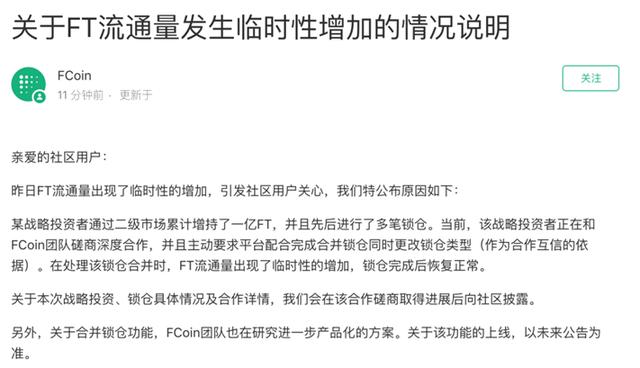 关于FT流通量发生临时性增加的情况说明
FCoin
11 分钟前 · 更新于
关注
亲爱的社区用户：
昨日FT流通量出现了临时性的增加，引发社区用户关心，我们特公布原因如下：
某战略投资者通过二级市场累计增持了一亿FT，并且先后进行了多笔锁仓。当前，该战略投资者正在和
FCoin团队磋商深度合作，并且主动要求平台配合完成合并锁仓同时更改锁仓类型（作为合作互信的依
据）。在处理该锁仓合并时，FT流通量出现了临时性的增加，锁仓完成后恢复正常。
关于本次战略投资、锁仓具体情况及合作详情，我们会在该合作磋商取得进展后向社区披露。
另外，关于合并锁仓功能，FCoin团队也在研究进一步产品化的方案。关于该功能的上线，以未来公告为
准。